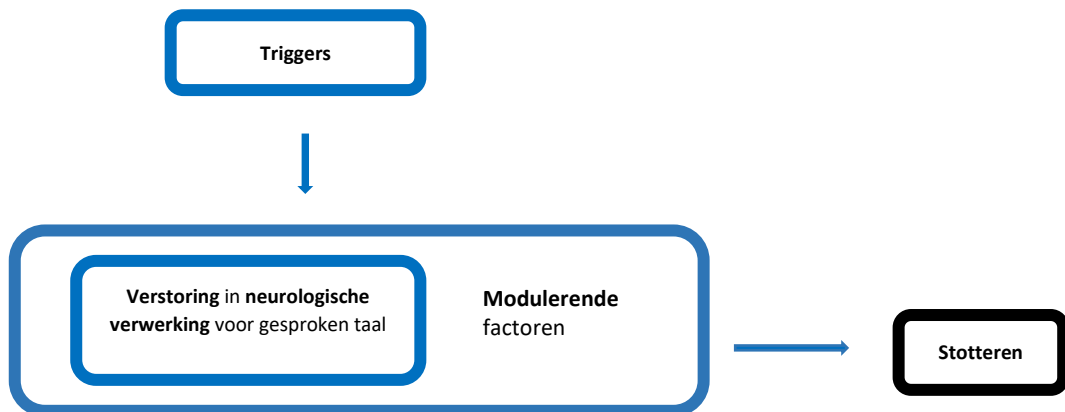 Triggers
Verstoring in neurologische
verwerking voor gesproken taal
Modulerende
factoren
Stotteren